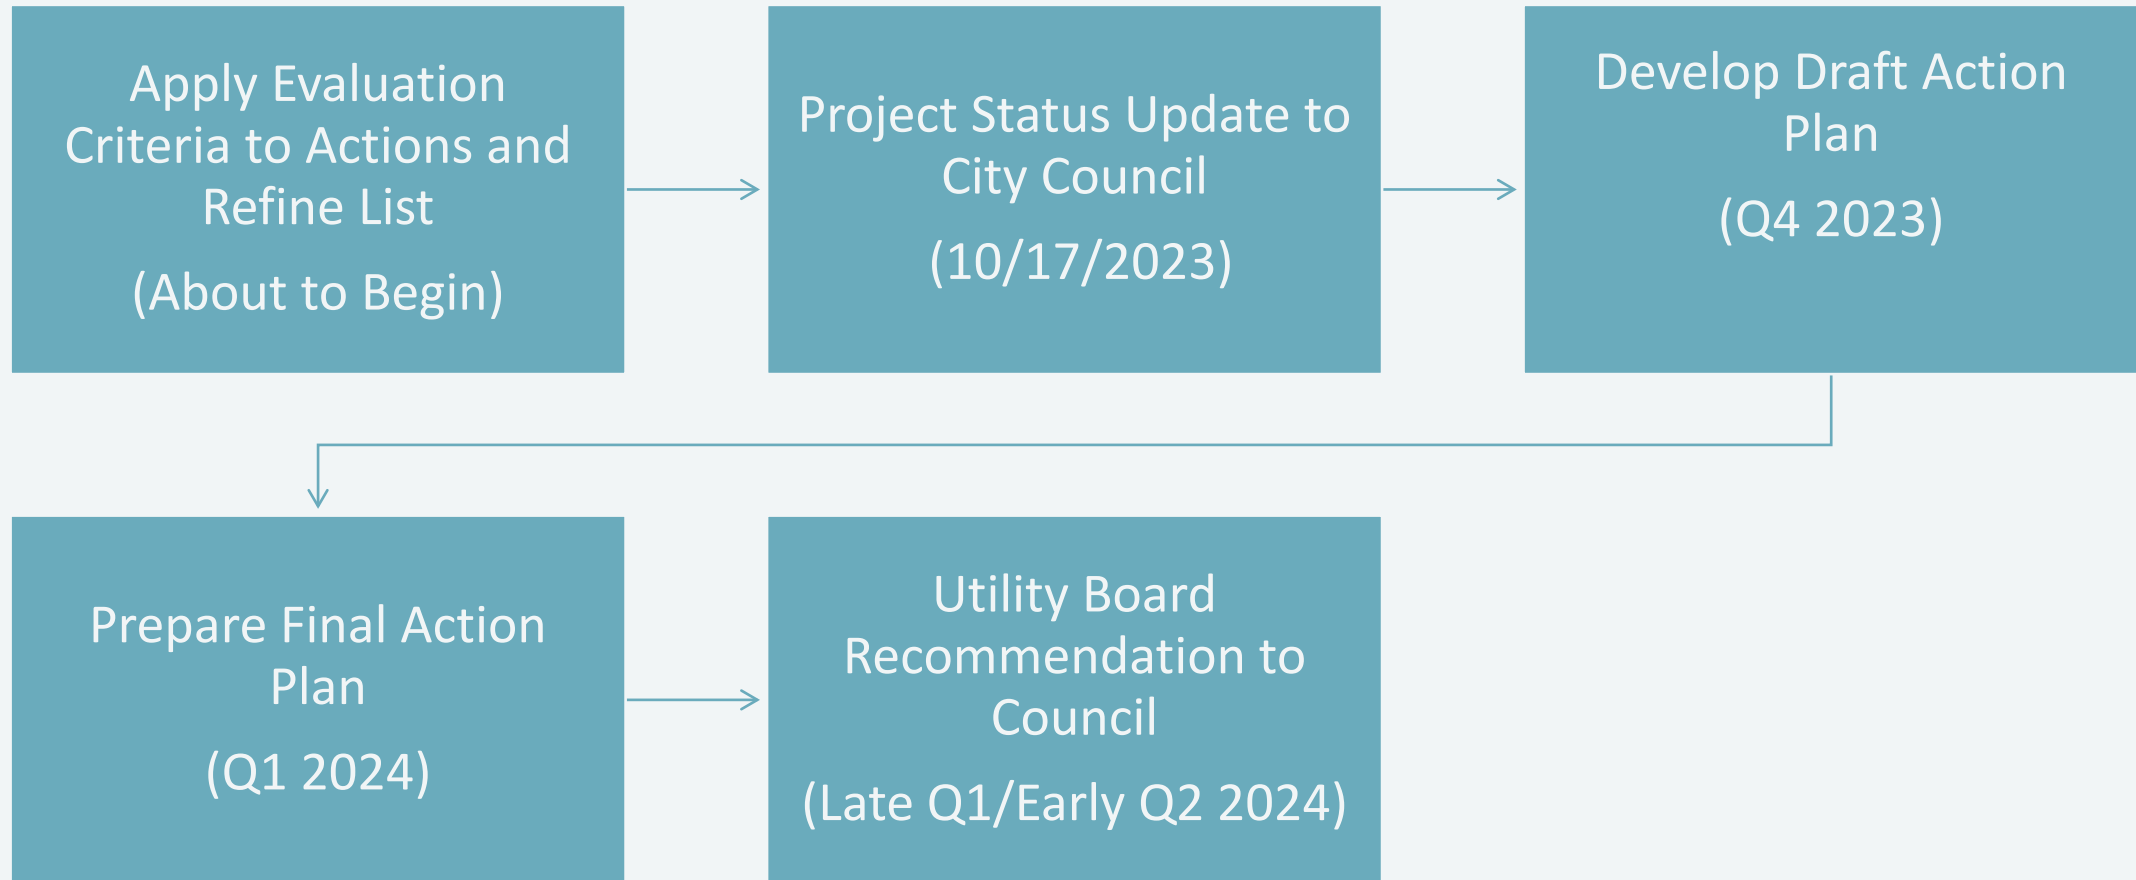 Apply Evaluation
Criteria to Actions and
Refine List
(About to Begin)
Project Status Update to
City Council
(10/17/2023)
Develop Draft Action
Plan
(Q4 2023)
Prepare Final Action
Plan
(Q1 2024)
Utility Board
Recommendation to
Council
(Late Q1/Early Q2 2024)